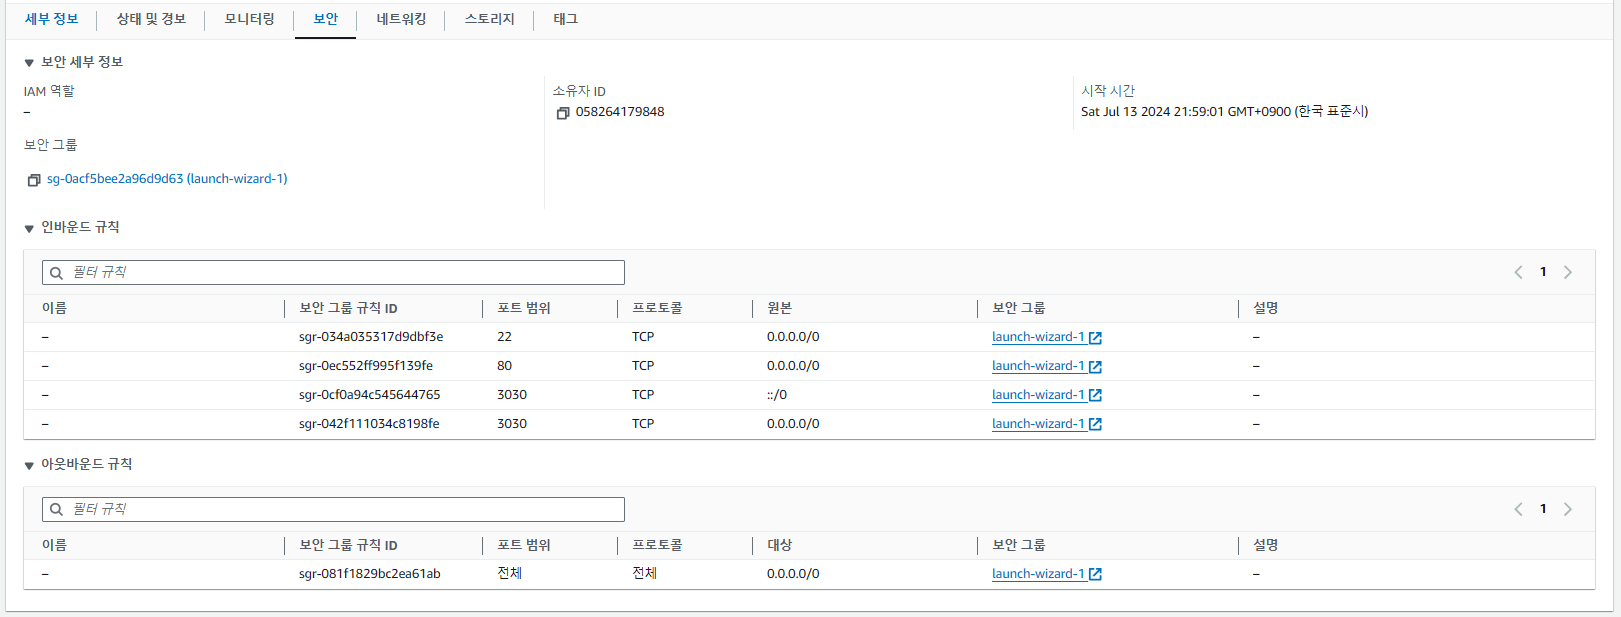 세부 정보 상태 및 경보 모니터링 보안 네트워킹 스토리지 태그
보안 세부 정보
IAM 역할 소유자 ID 시작 시간
– 058264179848 Sat Jul 13 2024 21:59:01 GMT+0900 (한국 표준시)
보안 그룹
sg-0acf5bee2a96d9d63 (launch-wizard-1)
인바운드 규칙
필터 규칙 1
이름 보안 그룹 규칙 ID 포트 범위 프로토콜 원본 보안 그룹 설명
– sgr-034a035317d9dbf3e 22 TCP 0.0.0.0/0 launch-wizard-1 –
– sgr-0ec552ff995f139fe 80 TCP 0.0.0.0/0 launch-wizard-1 –
– sgr-0cf0a94c545644765 3030 TCP ::/0 launch-wizard-1 –
– sgr-042f111034c8198fe 3030 TCP 0.0.0.0/0 launch-wizard-1 –
아웃바운드 규칙
필터 규칙 1
이름 보안 그룹 규칙 ID 포트 범위 프로토콜 대상 보안 그룹 설명
– sgr-081f1829bc2ea61ab 전체 전체 0.0.0.0/0 launch-wizard-1 –